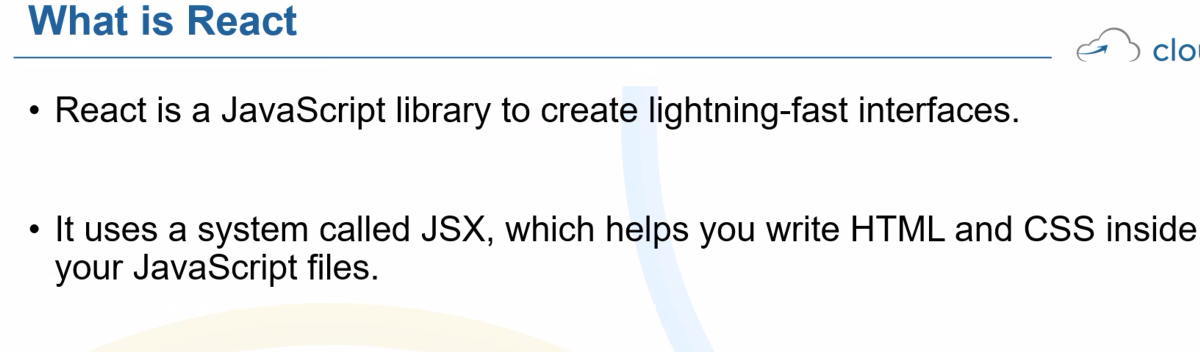 What is React
• React is a JavaScript library to create lightning-fast interfaces.
• It uses a system called JSX, which helps you write HTML and CSS inside
your JavaScript files.